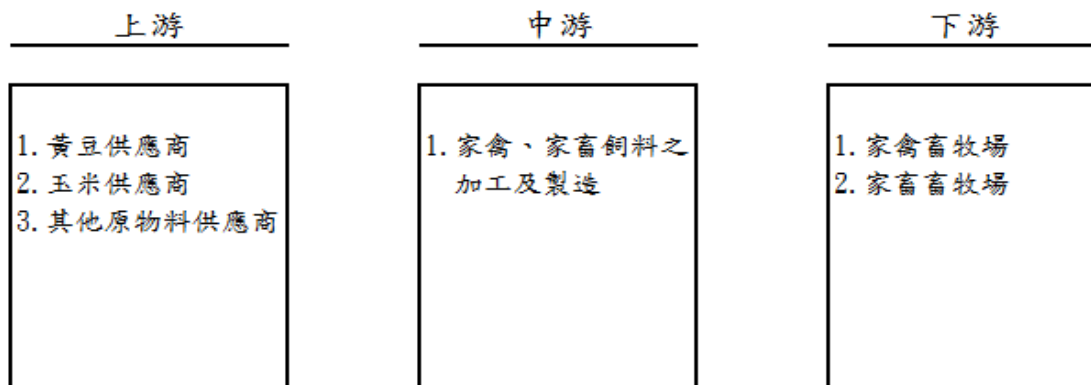 上游
1. 黃豆供應商
2. 玉米供應商
3. 其他原物料供應商
中游
1. 家禽、家畜飼料之
加工及製造
下游
1. 家禽畜牧場
2. 家畜畜牧場